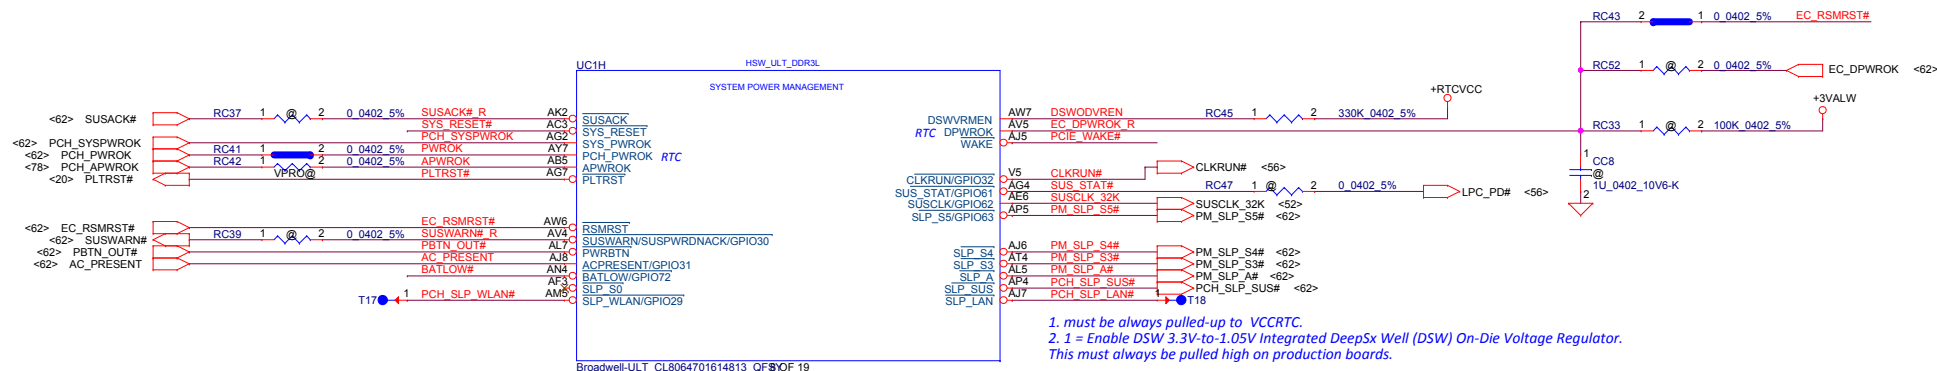 RC43 2 1 0_0402_5% EC_RSMRST#
UC1H HSW_ULT_DDR3L
RC52 1 @ 2 0_0402_5% EC_DPWROK <62>
SYSTEM POWER MANAGEMENT
+RTCVCC
+3VALW
<62> SUSACK# RC37 1 @ 2 0_0402_5% SUSACK#_R AK2 SUSACK
DSWVRMEN AW7 DSWODVREN RC45 1 2 330K_0402_5%
SYS_RESET# AC3 SYS_RESET
RTC DPWROK AV5 EC_DPWROK_R RC33 1 @ 2 100K_0402_5%
<62> PCH_SYSPWROK PCH_SYSPWROK AG2 SYS_PWROK
WAKE AJ5 PCIE_WAKE#
<62> PCH_PWROK RC41 1 2 0_0402_5% PWROK AY7 PCH_PWROK RTC
<78> PCH_APWROK RC42 1 2 0_0402_5% APWROK AB5 APWROK
VPRO@
<20> PLTRST# PLTRST# AG7 PLTRST
1 CC8
@
1U_0402_10V6-K
2
CLKRUN/GPIO32 V5 CLKRUN# CLKRUN# <56>
SUS_STAT/GPIO61 AG4 SUS_STAT# RC47 1 @ 2 0_0402_5% LPC_PD# <56>
SUSCLK/GPIO62 AE6 SUSCLK_32K SUSCLK_32K <52>
SLP_S5/GPIO63 AP5 PM_SLP_S5# PM_SLP_S5# <62>
<62> EC_RSMRST# EC_RSMRST# AW6 RSMRST
<62> SUSWARN# RC39 1 @ 2 0_0402_5% SUSWARN#_R AV4 SUSWARN/SUSPWRDNACK/GPIO30
<62> PBTN_OUT# PBTN_OUT# AL7 PWRBTN
SLP_S4 AJ6 PM_SLP_S4# PM_SLP_S4# <62>
<62> AC_PRESENT AC_PRESENT AJ8 ACPRESENT/GPIO31
SLP_S3 AT4 PM_SLP_S3# PM_SLP_S3# <62>
BATLOW# AN4 BATLOW/GPIO72
SLP_A AL5 PM_SLP_A# PM_SLP_A# <62>
AF3 SLP_S0
SLP_SUS AP4 PCH_SLP_SUS# PCH_SLP_SUS# <62>
T17 1 PCH_SLP_WLAN# AM5 SLP_WLAN/GPIO29
SLP_LAN AJ7 PCH_SLP_LAN# 1 T18
1. must be always pulled-up to VCCRTC.
2. 1 = Enable DSW 3.3V-to-1.05V Integrated DeepSx Well (DSW) On-Die Voltage Regulator.
This must always be pulled high on production boards.
Broadwell-ULT_CL8064701614813_QF8 OF 19